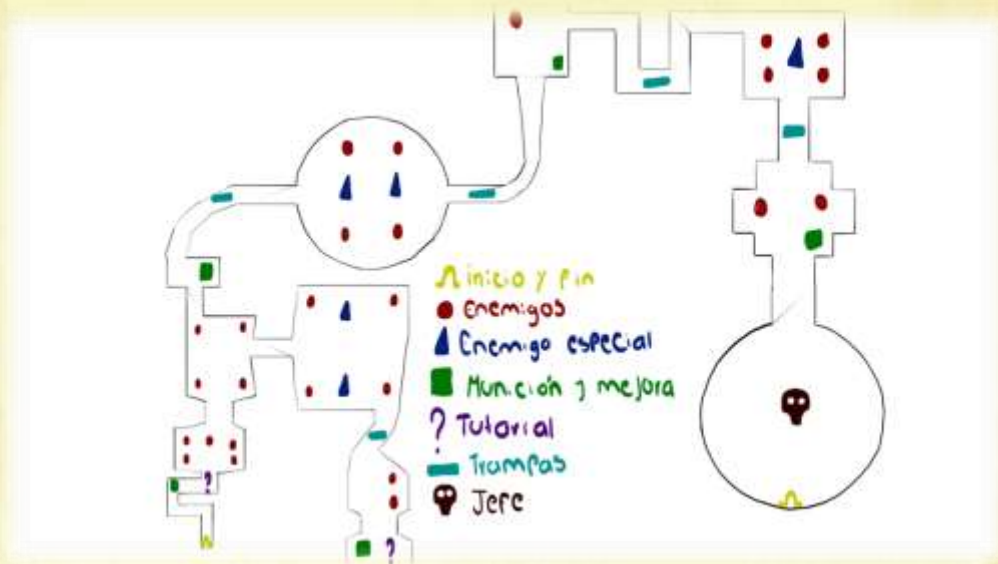 inicio y fin
Enemigos
Enemigo especial
Munición y mejora
? Tutorial
Trampas
Jefe
?
?